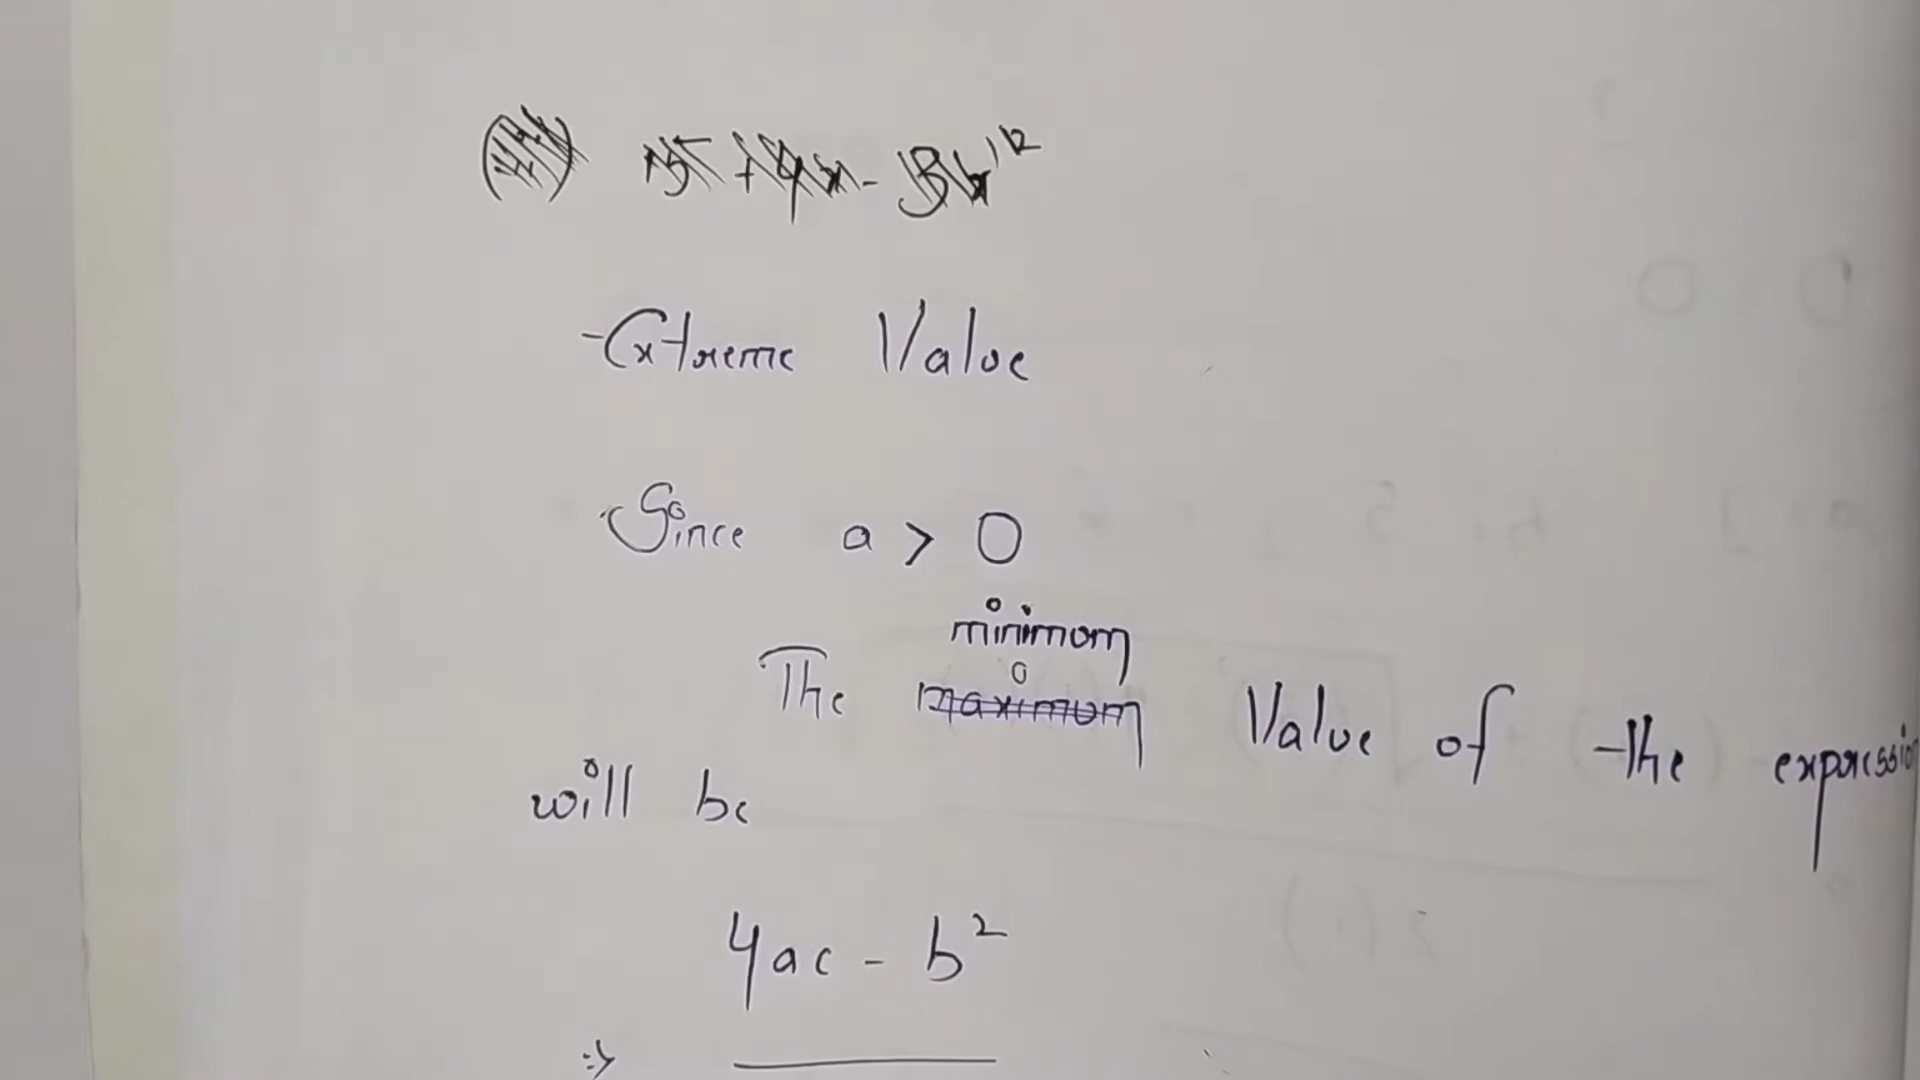 Extreme Value
Since a > 0
minimum
The maximum Value of the expression
will be
4ac - b²
⇒